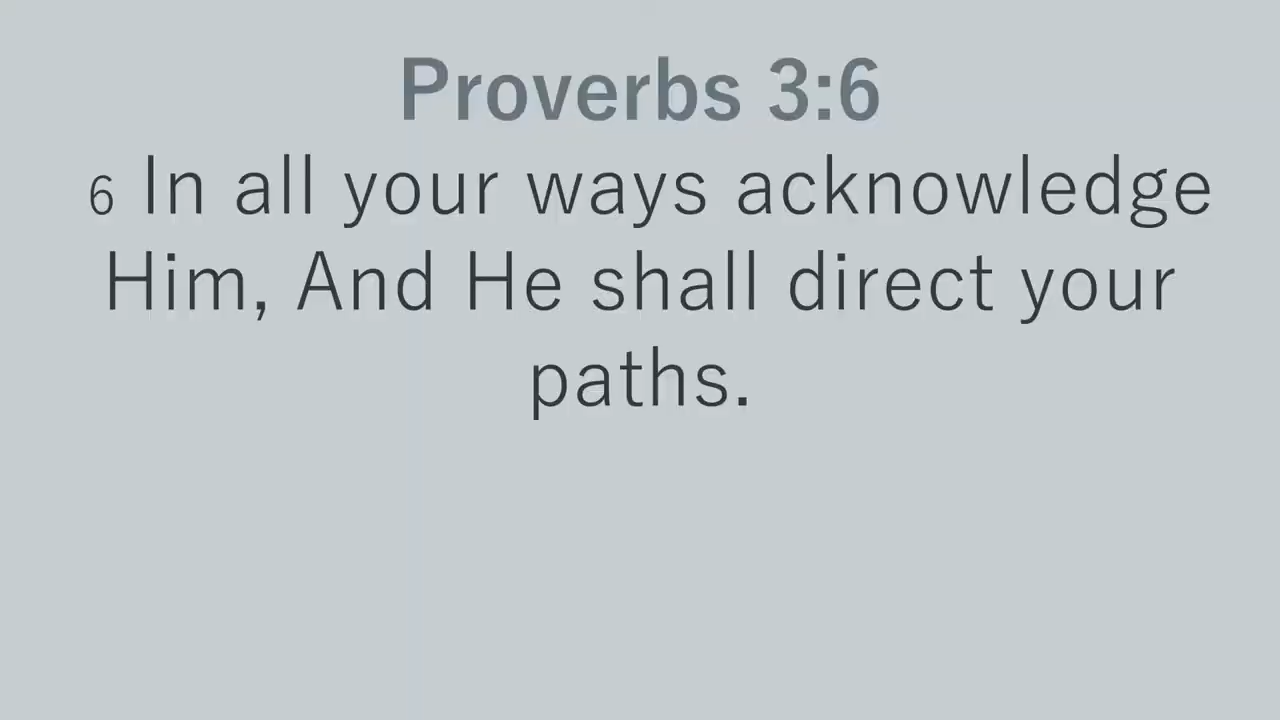 Proverbs 3:6
6 In all your ways acknowledge
Him, And He shall direct your
paths.